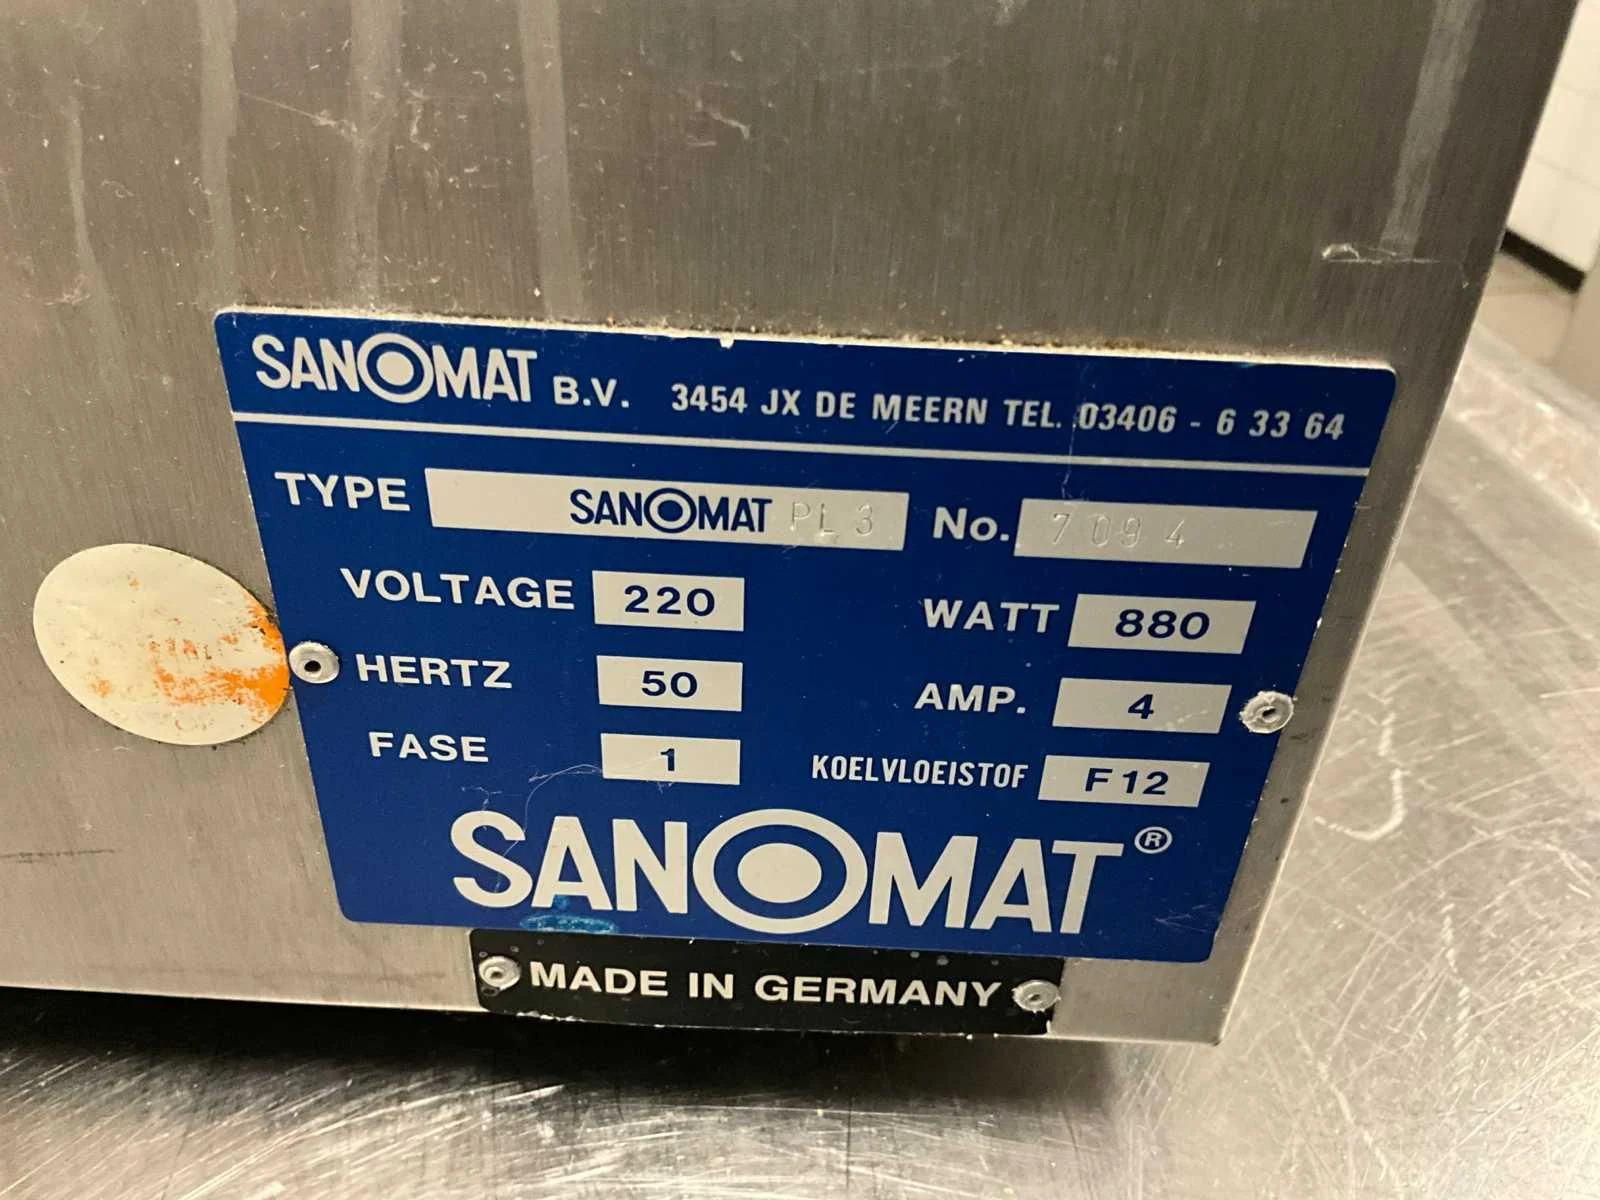 SANOMAT B.V. 3454 JX DE MEERN TEL. 03406 - 6 33 64
TYPE SANOMAT PL 3 No. 7094
VOLTAGE 220 WATT 880
HERTZ 50 AMP. 4
FASE 1 KOELVLOEISTOF F12
SANOMAT®
MADE IN GERMANY